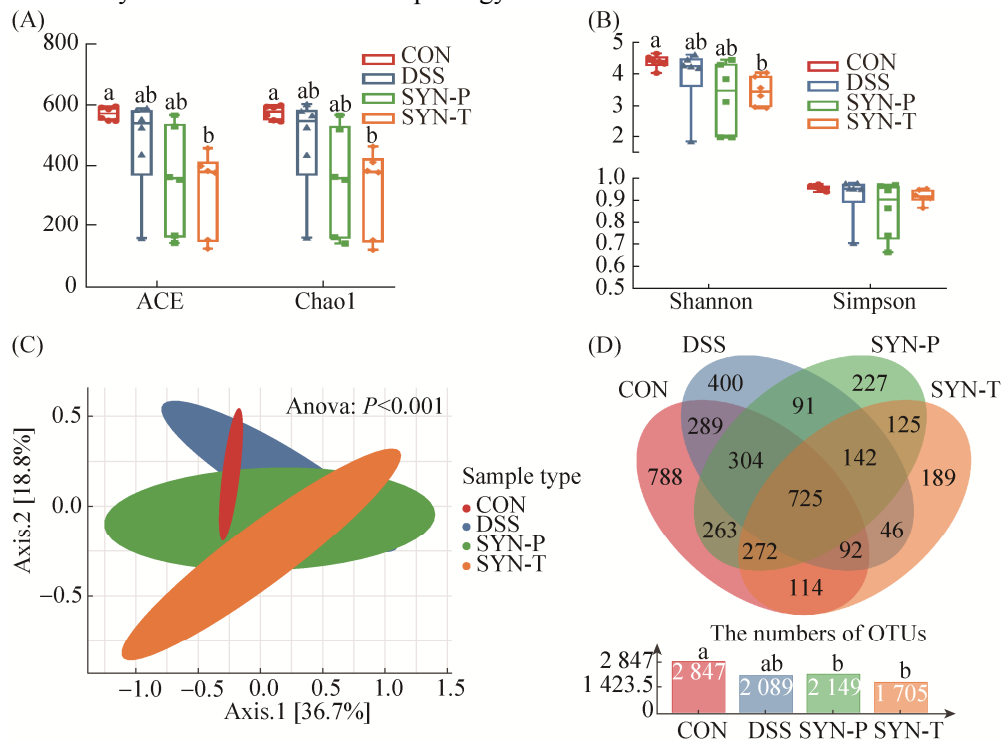 (A)
800
600
400
200
0
a
ab
ab
b
a
ab
ab
b
CON
DSS
SYN-P
SYN-T
ACE
Chao1
(B)
5
4
3
2
1.0
0.9
0.8
0.7
0.6
0.5
a
ab
ab
b
CON
DSS
SYN-P
SYN-T
Shannon
Simpson
(C)
Anova: P<0.001
0.5
0.0
−0.5
Axis.2 [18.8%]
−1.0
−0.5
0.0
0.5
1.0
1.5
Axis.1 [36.7%]
Sample type
CON
DSS
SYN-P
SYN-T
(D)
DSS
SYN-P
CON
SYN-T
400
227
91
289
125
304
142
788
189
725
263
46
272
92
114
The numbers of OTUs
2 847
1 423.5
0
a
ab
b
b
2 847
2 089
2 149
1 705
CON
DSS
SYN-P
SYN-T